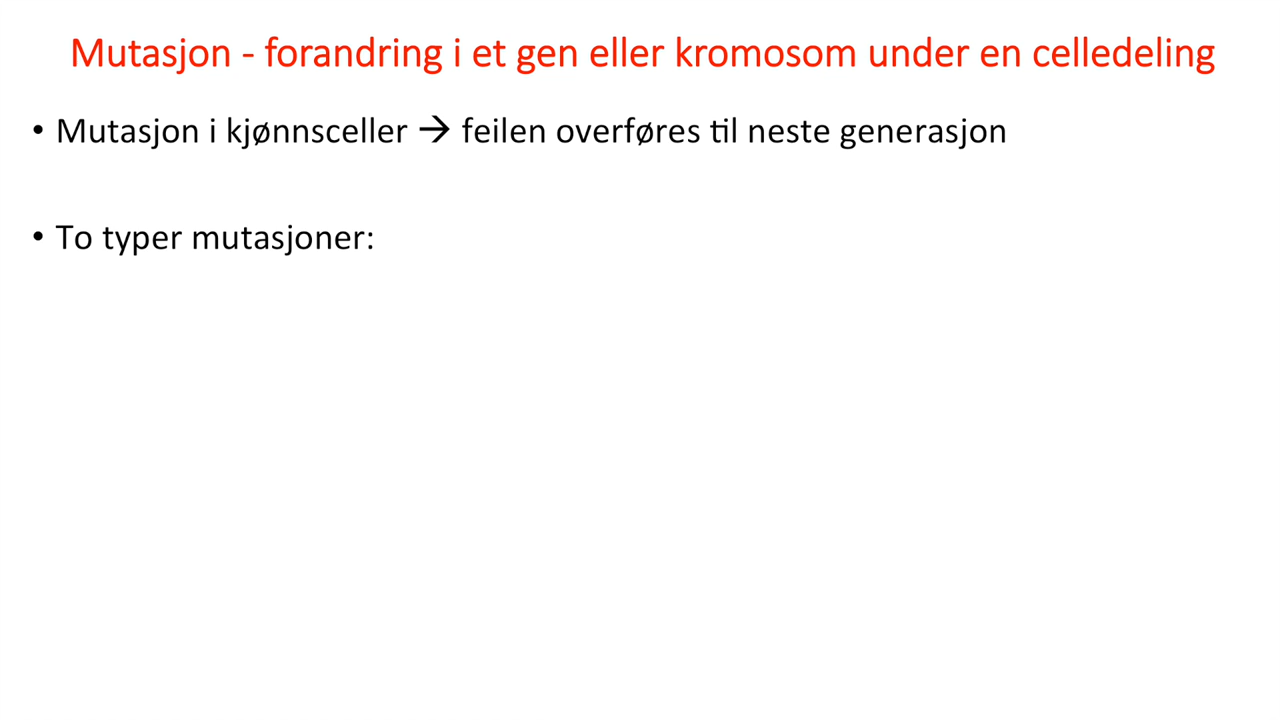 Mutasjon - forandring i et gen eller kromosom under en celledeling
• Mutasjon i kjønnsceller → feilen overføres til neste generasjon
• To typer mutasjoner: